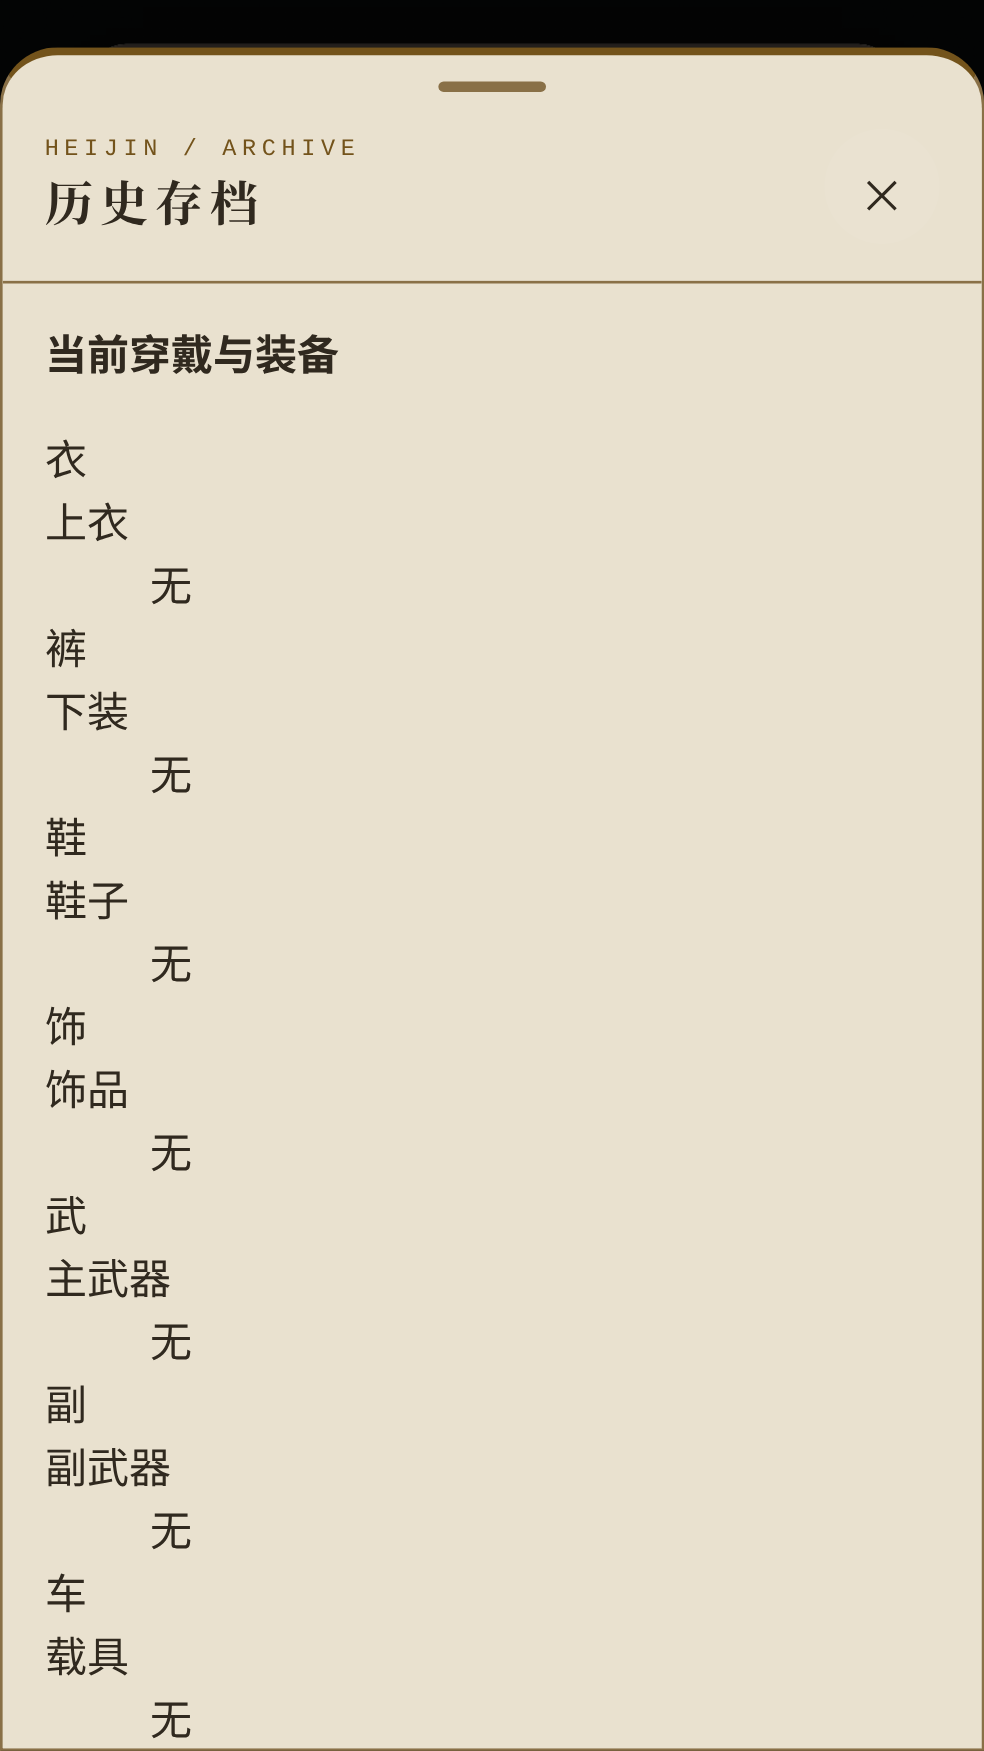 HEIJIN / ARCHIVE
历史存档
当前穿戴与装备
衣
上衣
无
裤
下装
无
鞋
鞋子
无
饰
饰品
无
武
主武器
无
副
副武器
无
车
载具
无